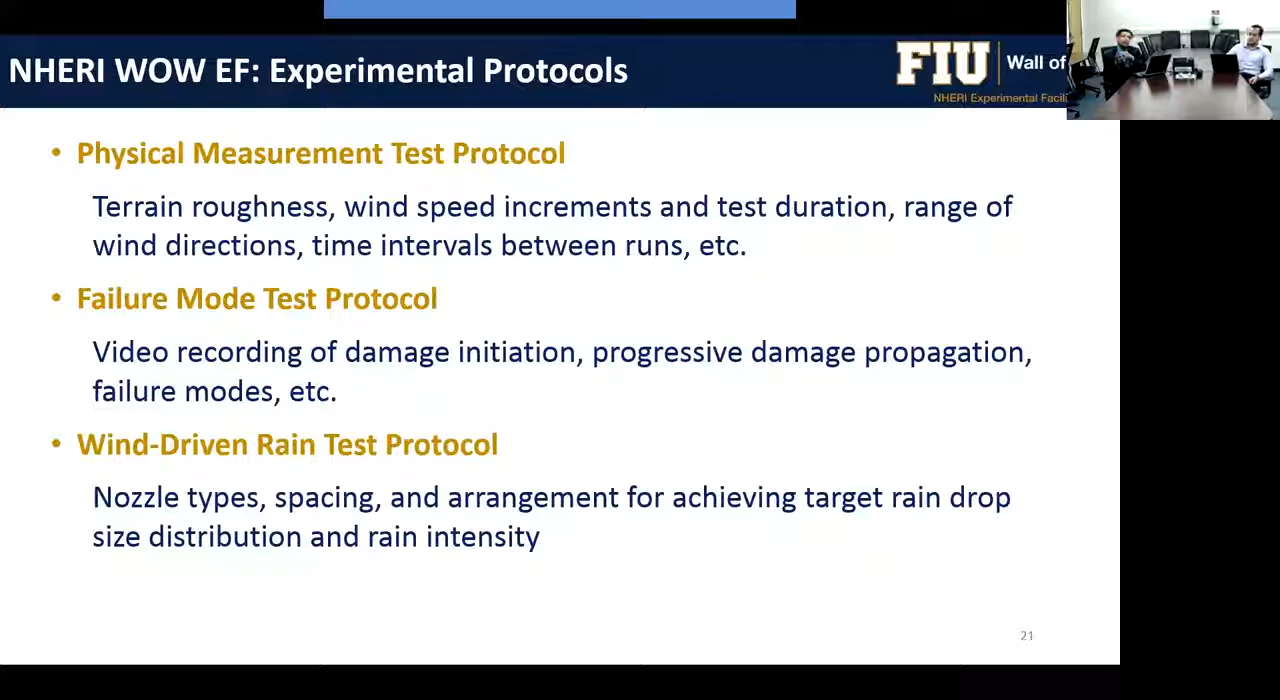 NHERI WOW EF: Experimental Protocols
FIU
Wall of
NHERI Experimental
• Physical Measurement Test Protocol
Terrain roughness, wind speed increments and test duration, range of
wind directions, time intervals between runs, etc.
• Failure Mode Test Protocol
Video recording of damage initiation, progressive damage propagation,
failure modes, etc.
• Wind-Driven Rain Test Protocol
Nozzle types, spacing, and arrangement for achieving target rain drop
size distribution and rain intensity
21